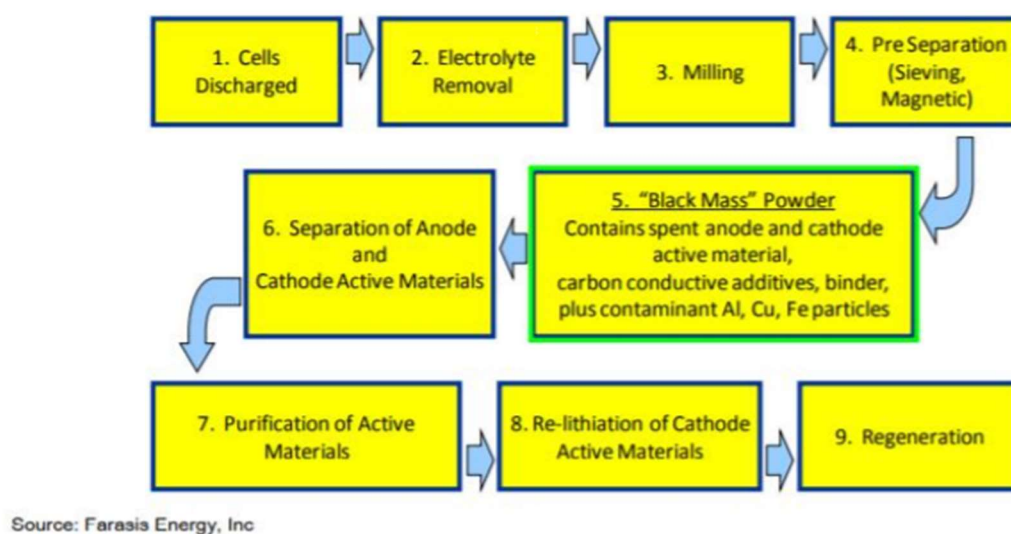 1. Cells
Discharged
2. Electrolyte
Removal
3. Milling
4. Pre Separation
(Sieving,
Magnetic)
5. “Black Mass” Powder
Contains spent anode and cathode
active material,
carbon conductive additives, binder,
plus contaminant Al, Cu, Fe particles
6. Separation of Anode
and
Cathode Active Materials
7. Purification of Active
Materials
8. Re-lithiation of Cathode
Active Materials
9. Regeneration
Source: Farasis Energy, Inc